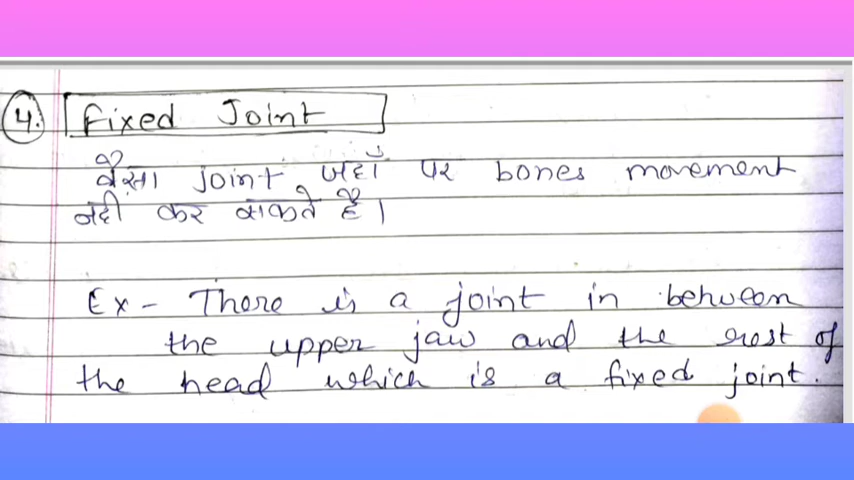 4. Fixed Joint
वैसा joint जहाँ पर bones movement
नहीं कर सकते हैं।
Ex - There is a joint in between
the upper jaw and the rest of
the head which is a fixed joint.